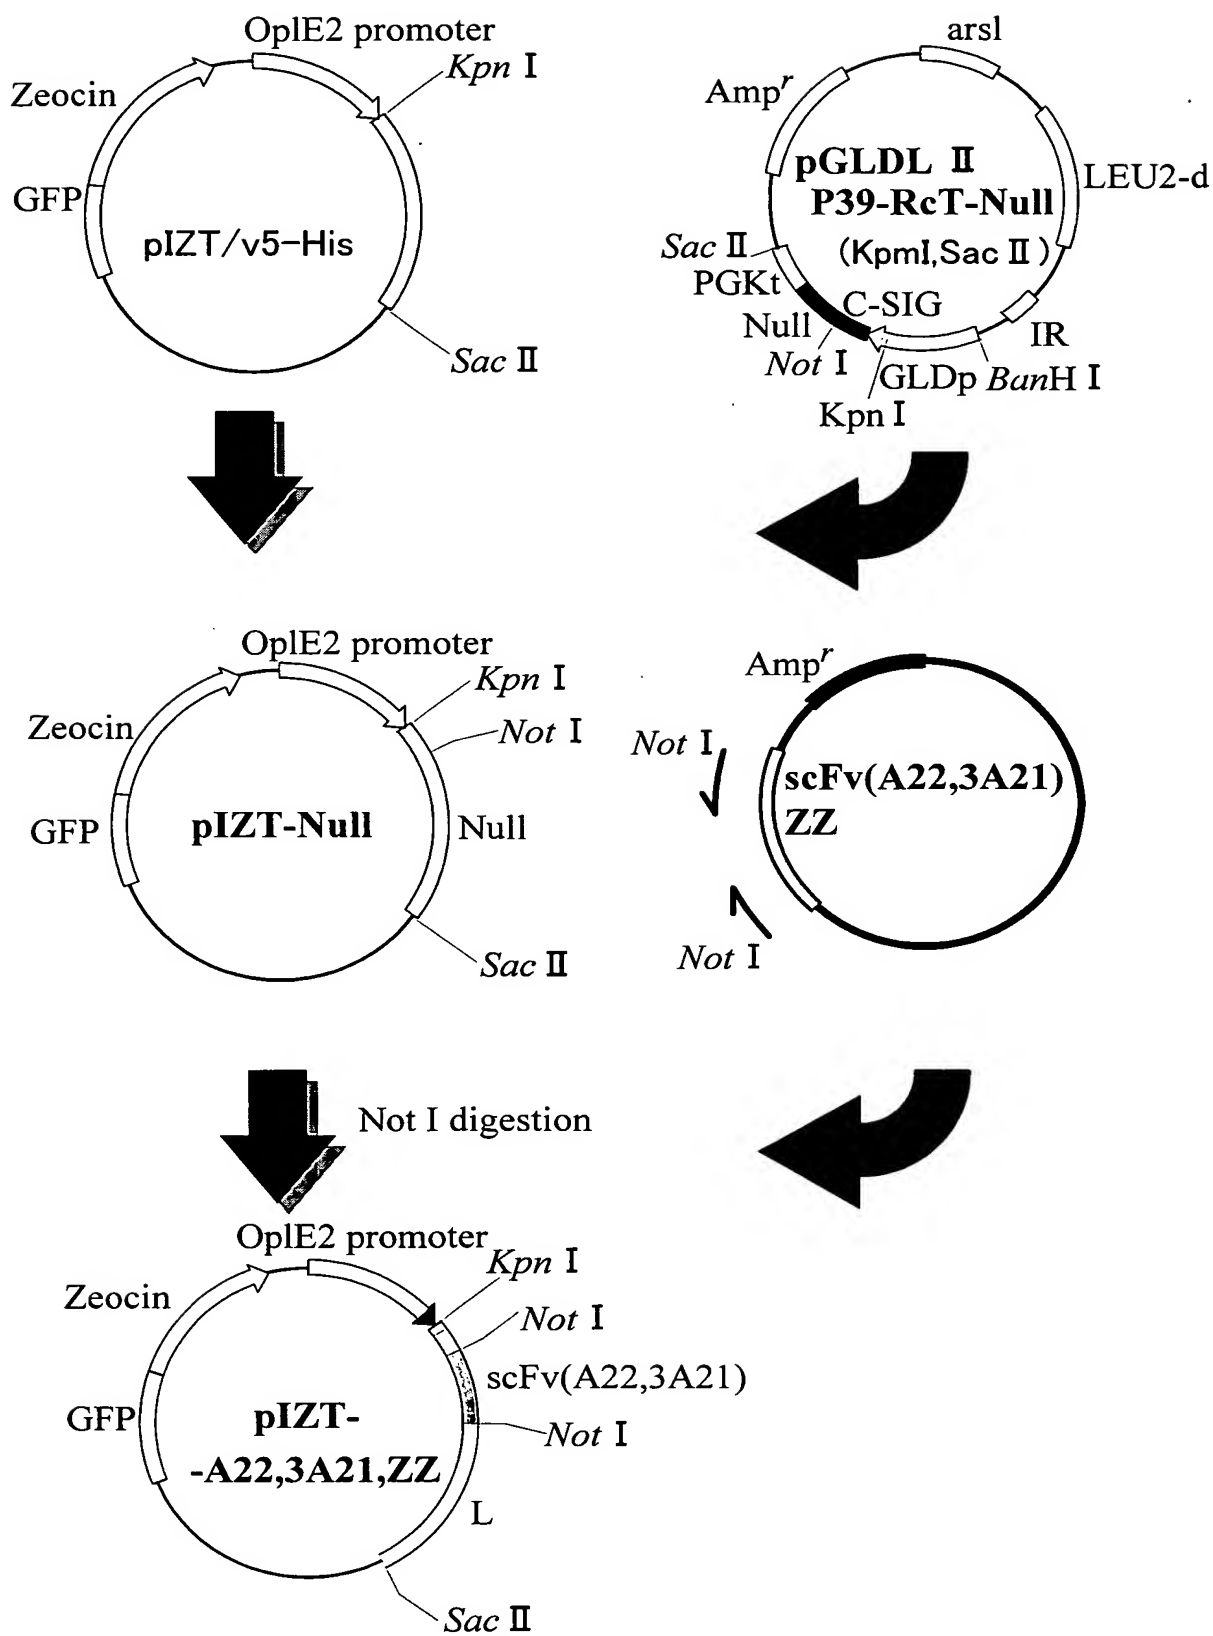 OplE2 promoter
Kpn I
Zeocin
GFP
pIZT/v5-His
Sac II
arsl
Amp^r
pGLDL II
P39-RcT-Null
(KpmI,Sac II)
LEU2-d
Sac II
PGKt
C-SIG
Null
IR
Not I
GLDp
BanH I
Kpn I
OplE2 promoter
Kpn I
Zeocin
Not I
GFP
pIZT-Null
Null
Sac II
Amp^r
Not I
scFv(A22,3A21)
ZZ
Not I
Not I digestion
OplE2 promoter
Kpn I
Zeocin
Not I
scFv(A22,3A21)
GFP
pIZT-
-A22,3A21,ZZ
Not I
L
Sac II